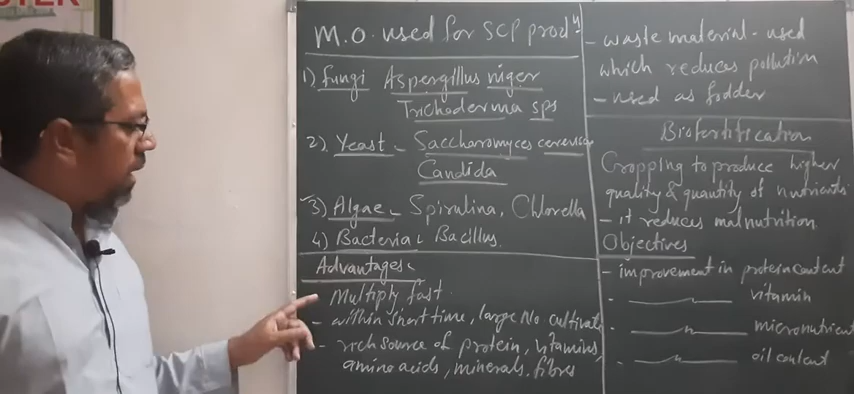 M.O. used for SCP prody
1) Fungi Aspergillus niger
Trichoderma sps
2) Yeast - Saccharomyces
Candida
3) Algae - Spirulina, Chlorella
4) Bacteria - Bacillus.
Advantages
- Multiply fast.
- within short time, large No. cultivate
- rich source of protein, vitamins,
amino acids, minerals, fibres
- waste material - used
which reduces pollution
- used as fodder
Biofortification
Cropping to produce higher
quality & quantity of nutrients
- it reduces malnutrition.
Objectives
- improvement in protein content
- vitamin
- micronutrient
- oil content